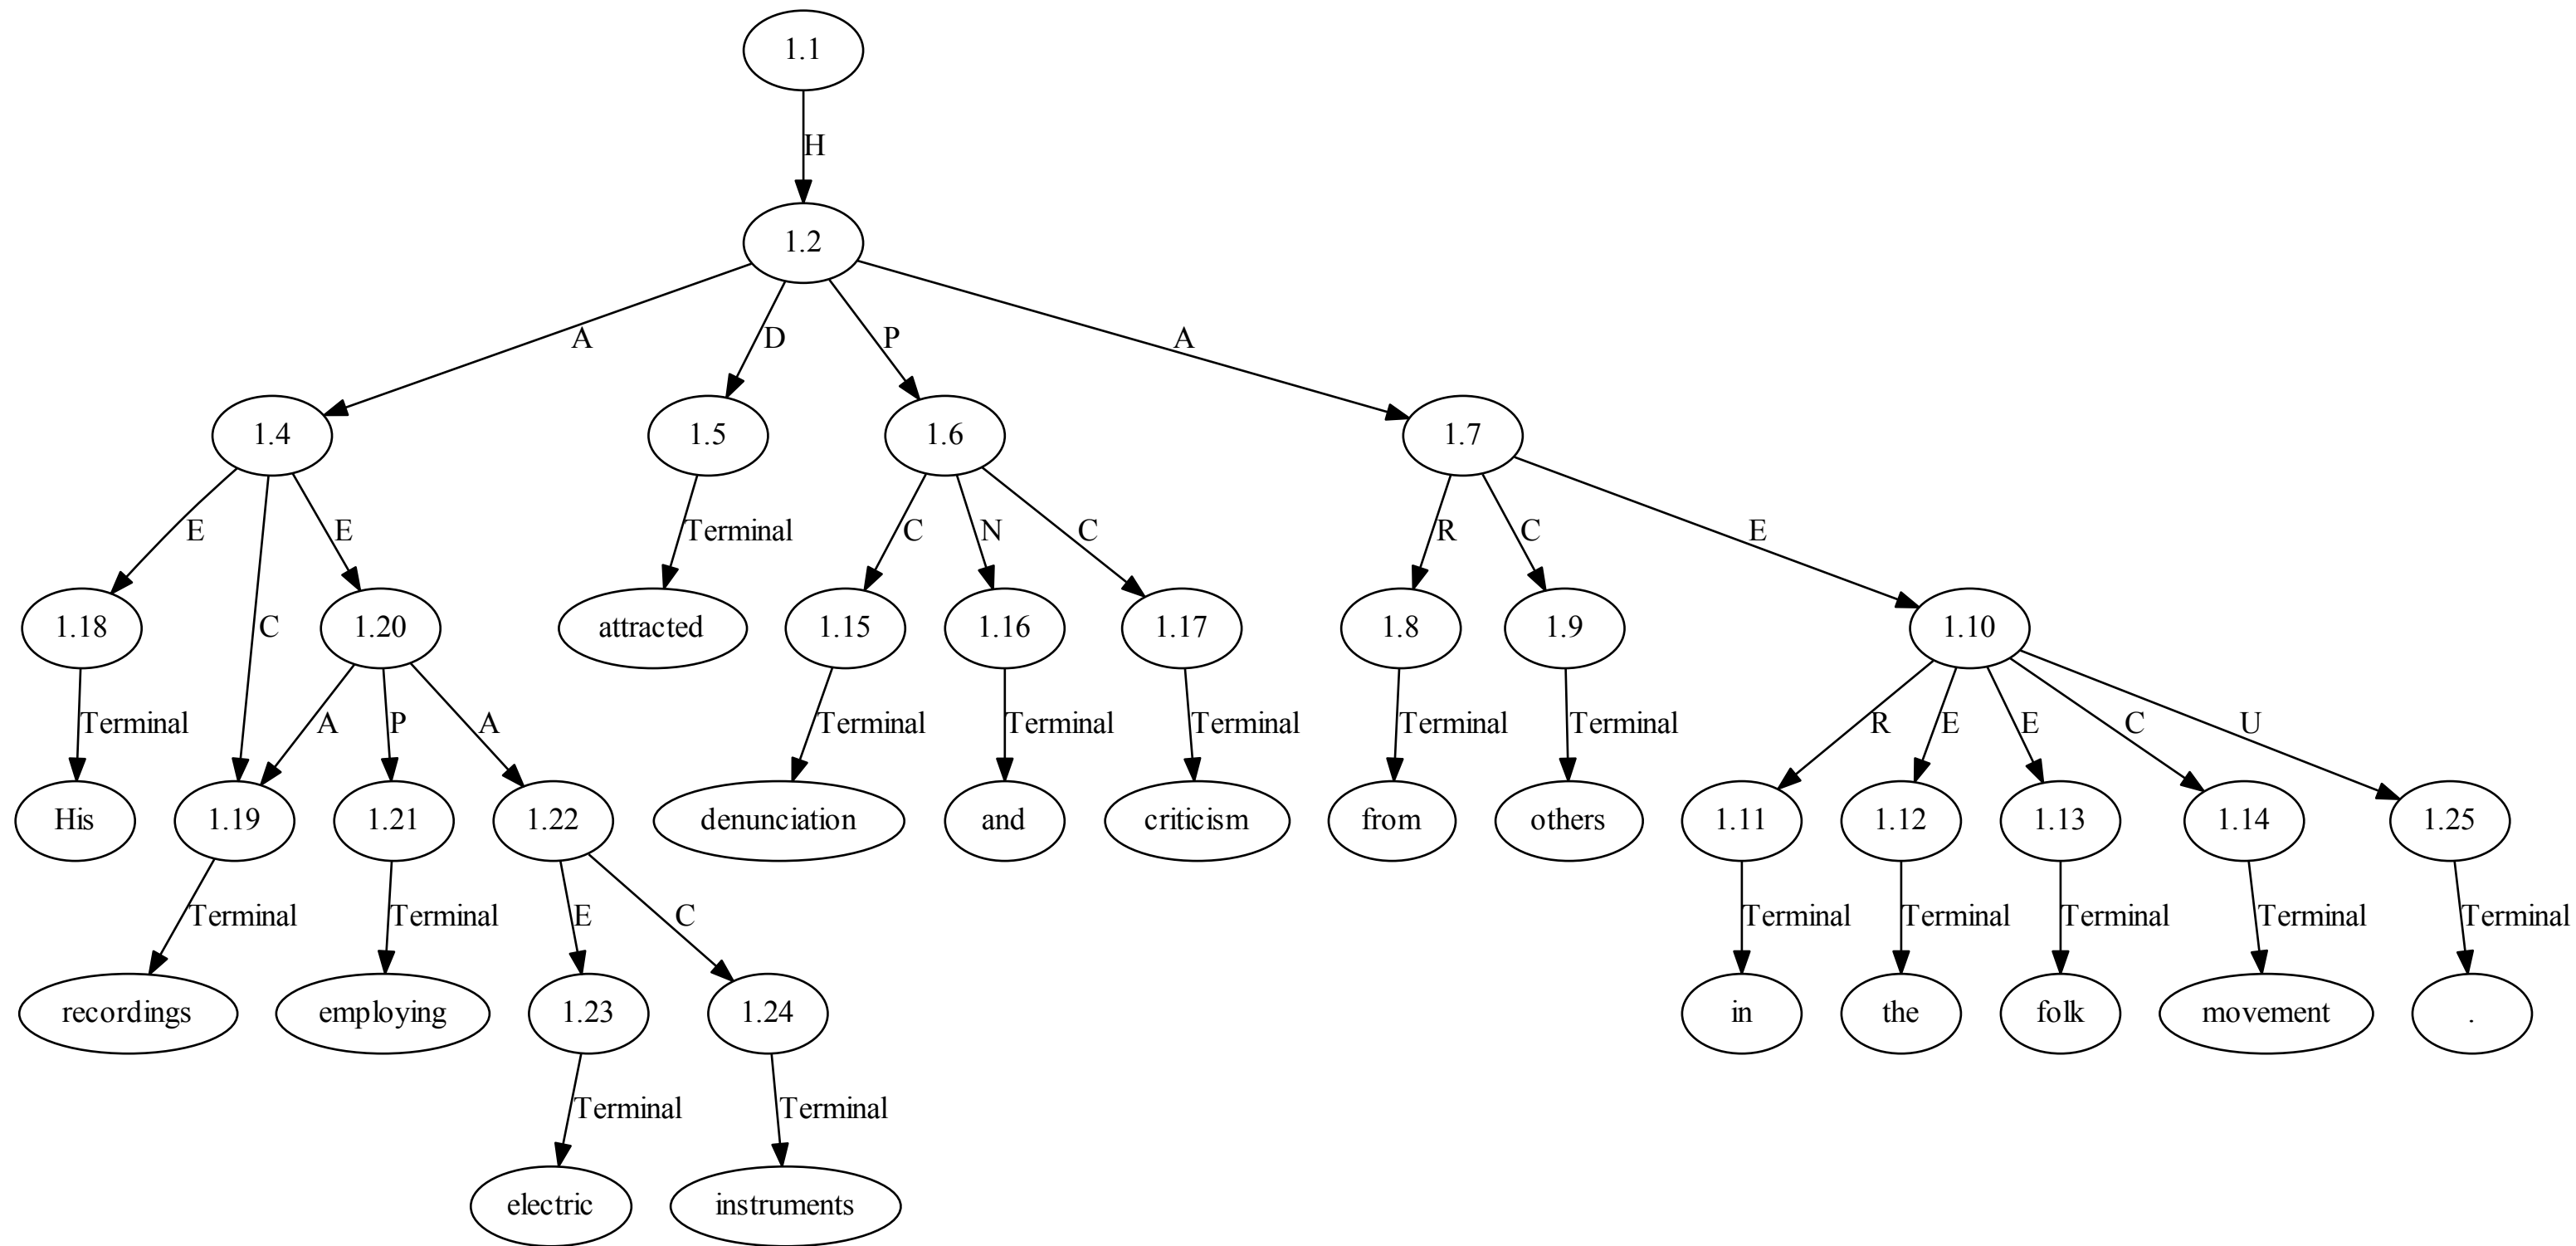 1.1
H
1.2
A D P A
1.4 1.5 1.6 1.7
E C E Terminal C N C R C E
1.18 1.20 attracted 1.15 1.16 1.17 1.8 1.9 1.10
Terminal A P A Terminal Terminal Terminal Terminal Terminal R E E C U
His 1.19 1.21 1.22 denunciation and criticism from others 1.11 1.12 1.13 1.14 1.25
Terminal Terminal E C Terminal Terminal Terminal Terminal Terminal
recordings employing 1.23 1.24 in the folk movement .
Terminal Terminal
electric instruments